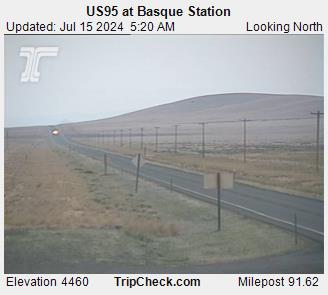 US95 at Basque Station
Updated: Jul 15 2024 5:20 AM Looking North
Elevation 4460 TripCheck.com Milepost 91.62